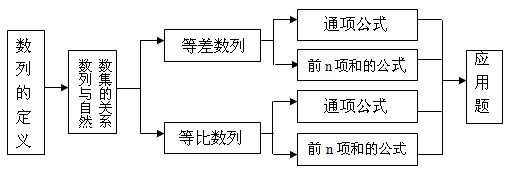 数列的定义
数列与自然
数集的关系
等差数列
等比数列
通项公式
前n项和的公式
通项公式
前n项和的公式
应用题